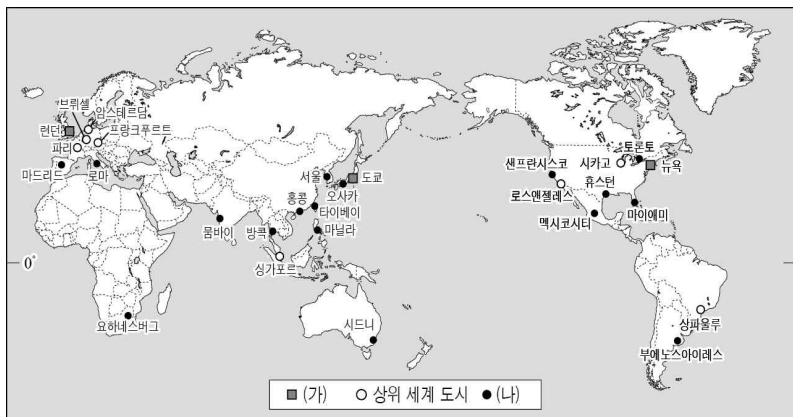 브뤼셀
암스테르담
런던
프랑크푸르트
파리
마드리드
로마
서울
도쿄
오사카
홍콩
타이베이
뭄바이
방콕
마닐라
싱가포르
0°
요하네스버그
시드니
토론토
샌프란시스코
시카고
뉴욕
휴스턴
로스앤젤레스
마이애미
멕시코시티
상파울루
부에노스아이레스
(가) 상위 세계 도시 (나)